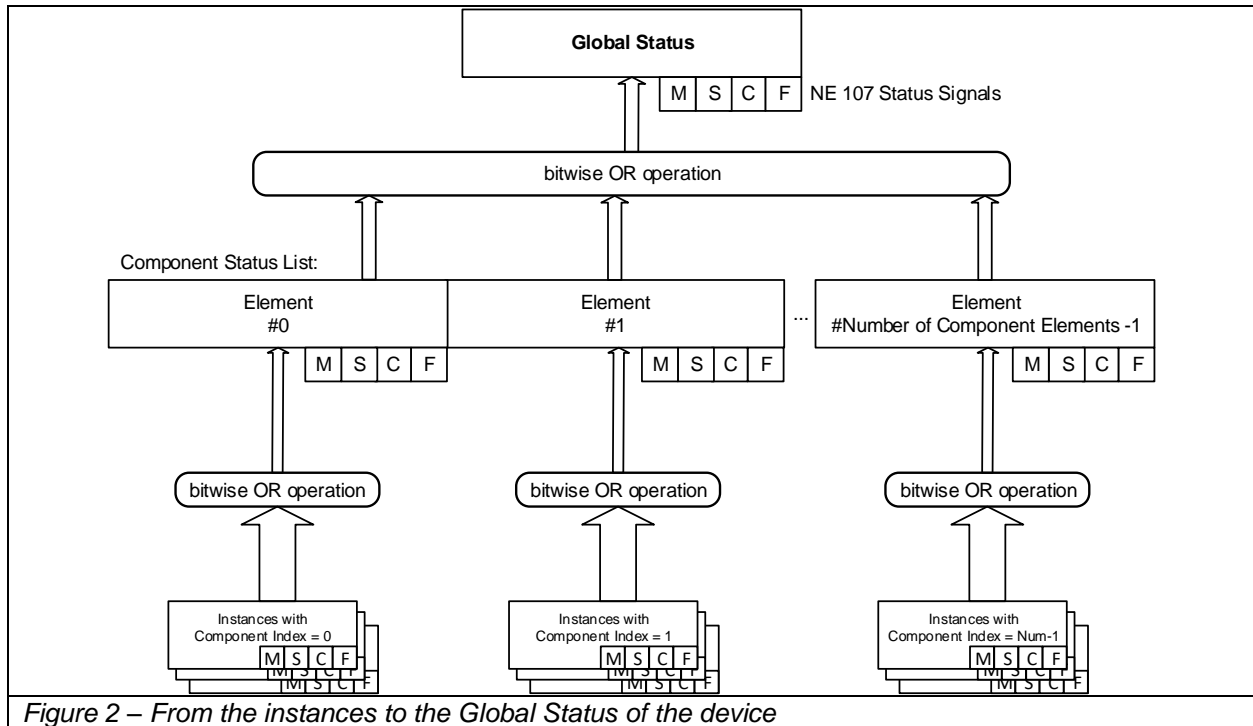 Global Status
M S C F NE 107 Status Signals
bitwise OR operation
Component Status List:
Element
#0
Element
#1
...
Element
#Number of Component Elements -1
M S C F
M S C F
M S C F
bitwise OR operation
bitwise OR operation
bitwise OR operation
Instances with
Component Index = 0
M S C F
M S C F
M S C F
Instances with
Component Index = 1
M S C F
M S C F
M S C F
Instances with
Component Index = Num-1
M S C F
M S C F
M S C F
Figure 2 – From the instances to the Global Status of the device